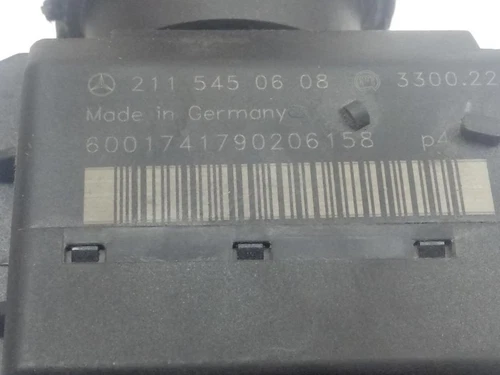 211 545 06 08 3300.22
Made in Germany
6001741790206158 p4